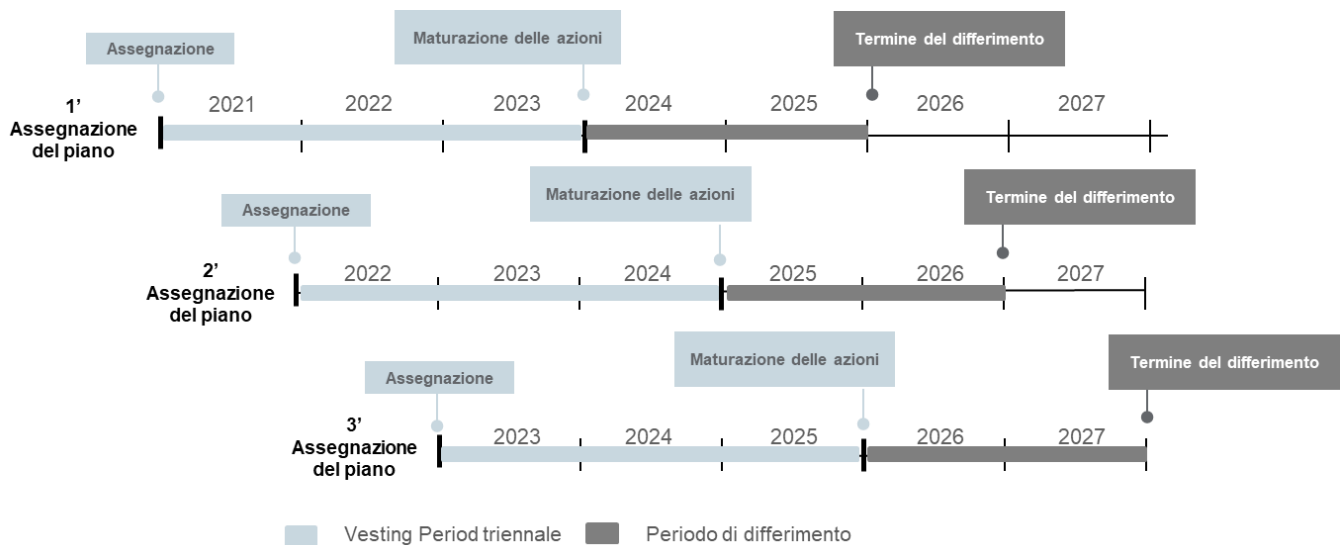 Assegnazione
Maturazione delle azioni
Termine del differimento
1’
Assegnazione
del piano
2021 2022 2023 2024 2025 2026 2027
Assegnazione
Maturazione delle azioni
Termine del differimento
2’
Assegnazione
del piano
2022 2023 2024 2025 2026 2027
Assegnazione
Maturazione delle azioni
Termine del differimento
3’
Assegnazione
del piano
2023 2024 2025 2026 2027
Vesting Period triennale
Periodo di differimento